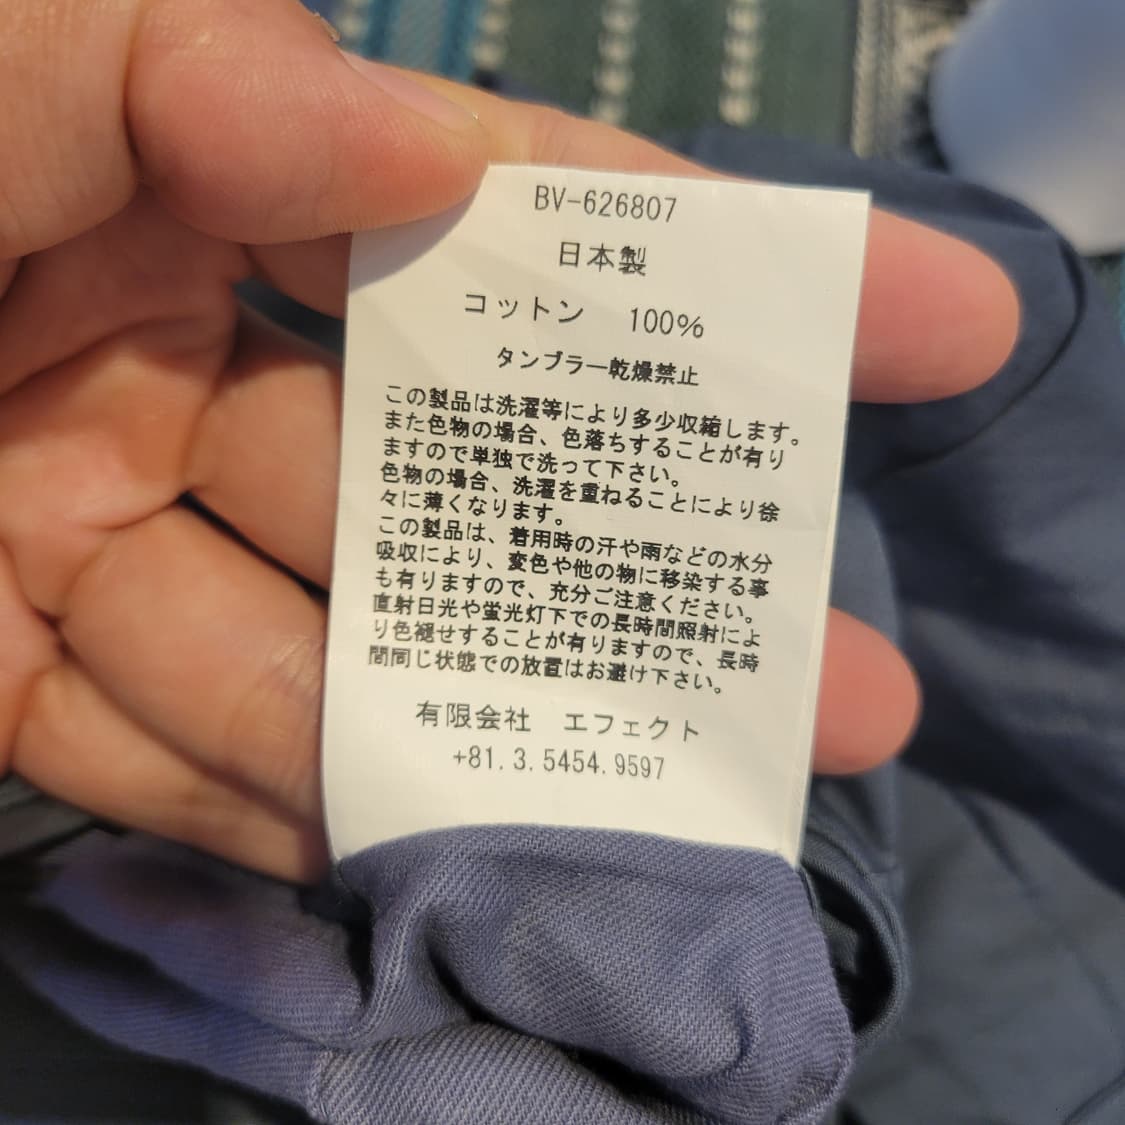 BV-626807
日本製
コットン 100%
タンブラー乾燥禁止
この製品は洗濯等により多少収縮します。
また色物の場合、色落ちすることが有り
ますので単独で洗って下さい。
色物の場合、洗濯を重ねることにより徐
々に薄くなります。
この製品は、着用時の汗や雨などの水分
吸収により、変色や他の物に移染する事
も有りますので、充分ご注意ください。
直射日光や蛍光灯下での長時間照射によ
り色褪せすることが有りますので、長時
間同じ状態での放置はお避け下さい。
有限会社 エフェクト
+81.3.5454.9597